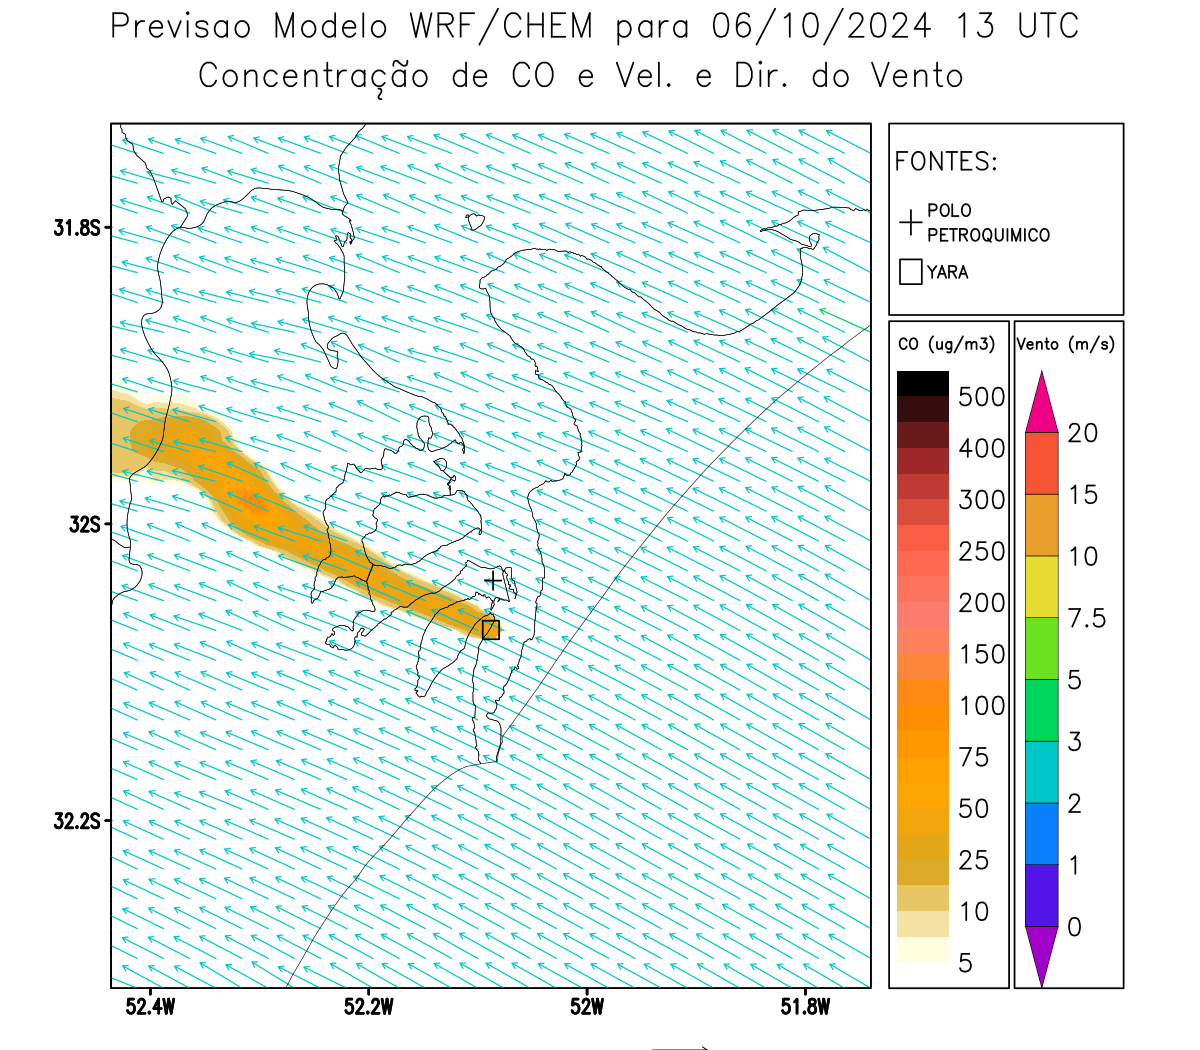 Previsao Modelo WRF/CHEM para 06/10/2024 13 UTC
Concentração de CO e Vel. e Dir. do Vento
FONTES:
POLO
PETROQUIMICO
YARA
31.8S
32S
32.2S
52.4W
52.2W
52W
51.8W
CO (ug/m3)
500
400
300
250
200
150
100
75
50
25
10
5
Vento (m/s)
20
15
10
7.5
5
3
2
1
0